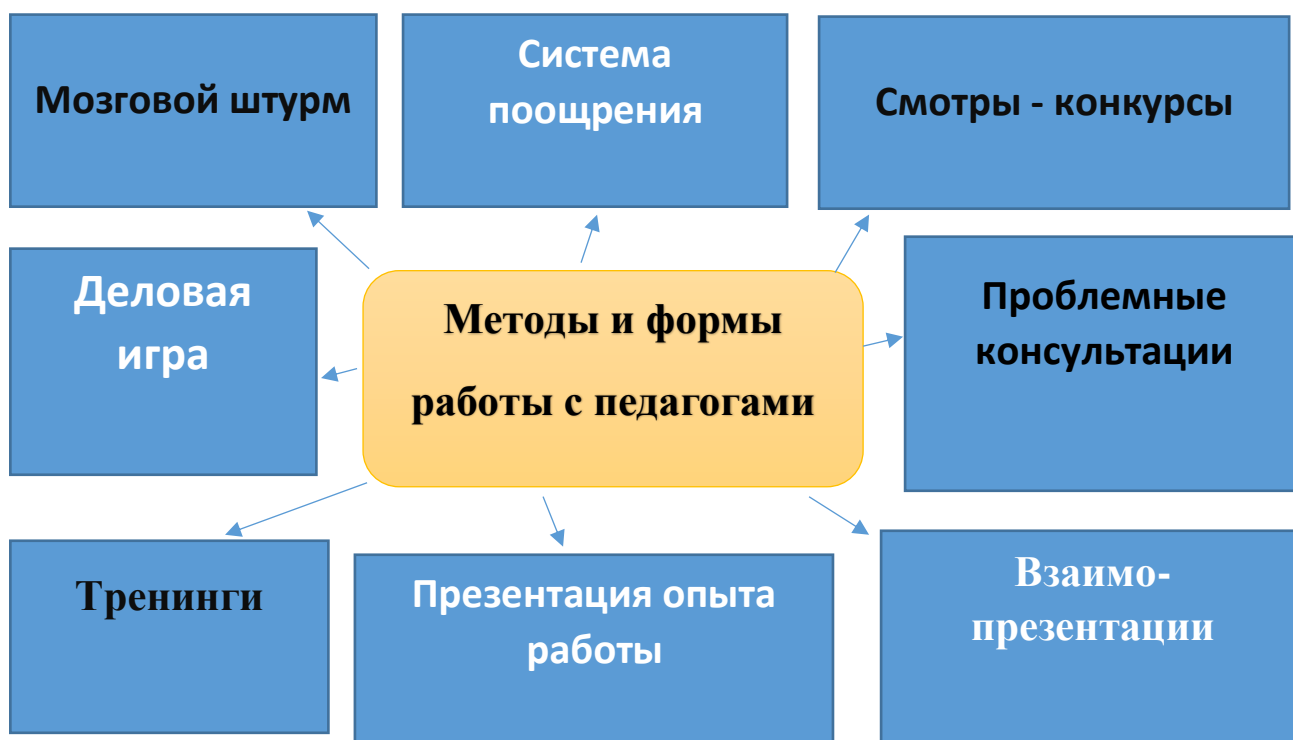 Мозговой штурм
Система
поощрения
Смотры - конкурсы
Деловая
игра
Методы и формы
работы с педагогами
Проблемные
консультации
Тренинги
Презентация опыта
работы
Взаимо-
презентации